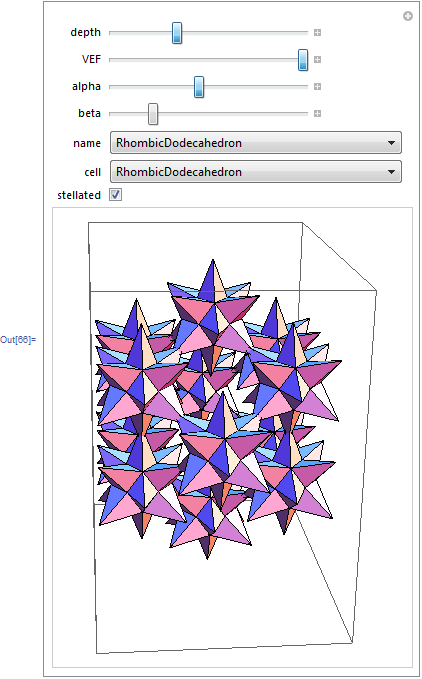 depth
VEF
alpha
beta
name RhombicDodecahedron
cell RhombicDodecahedron
stellated
Out[66]=